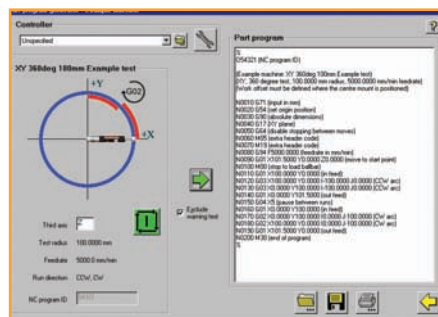 Controller
Unspecified
XY 360deg 100mm Example test
+Y
G02
+X
Third axis Z
Test radius 100.0000 mm
Feedrate 5000.0 mm/min
Run direction CCW, CW
NC program ID
Exclude warning text
Part program
%
O54321 (NC program ID)
(Example machine: XY 360deg 100mm Example test)
(XY, 360 degree test, 100.0000 mm radius, 5000.0000 mm/min feedrate)
(Work offset must be defined where the centre mount is positioned)
N0010 G71 (input in mm)
N0020 G54 (set origin position)
N0030 G90 (absolute dimensions)
N0040 G17 (XY plane)
N0050 G64 (disable stopping between moves)
N0060 M05 (extra header code)
N0070 M19 (extra header code)
N0080 G94 F5000.0000 (feedrate in mm/min)
N0090 G01 X101.5000 Y0.0000 Z0.0000 (move to start point)
N0100 M00 (stop to load ballbar)
N0110 G01 X100.0000 Y0.0000 (in feed)
N0120 G03 X100.0000 Y0.0000 I-100.0000 J0.0000 (CCW arc)
N0130 G03 X0.0000 Y100.0000 I-100.0000 J0.0000 (CCW arc)
N0140 G01 X0.0000 Y101.5000 (out feed)
N0150 G04 X5 (pause between runs)
N0160 G01 X0.0000 Y100.0000 (in feed)
N0170 G02 X0.0000 Y100.0000 I0.0000 J-100.0000 (CW arc)
N0180 G02 X100.0000 Y0.0000 I0.0000 J-100.0000 (CW arc)
N0190 G01 X101.5000 Y0.0000 (out feed)
N0200 M30 (end of program)
%